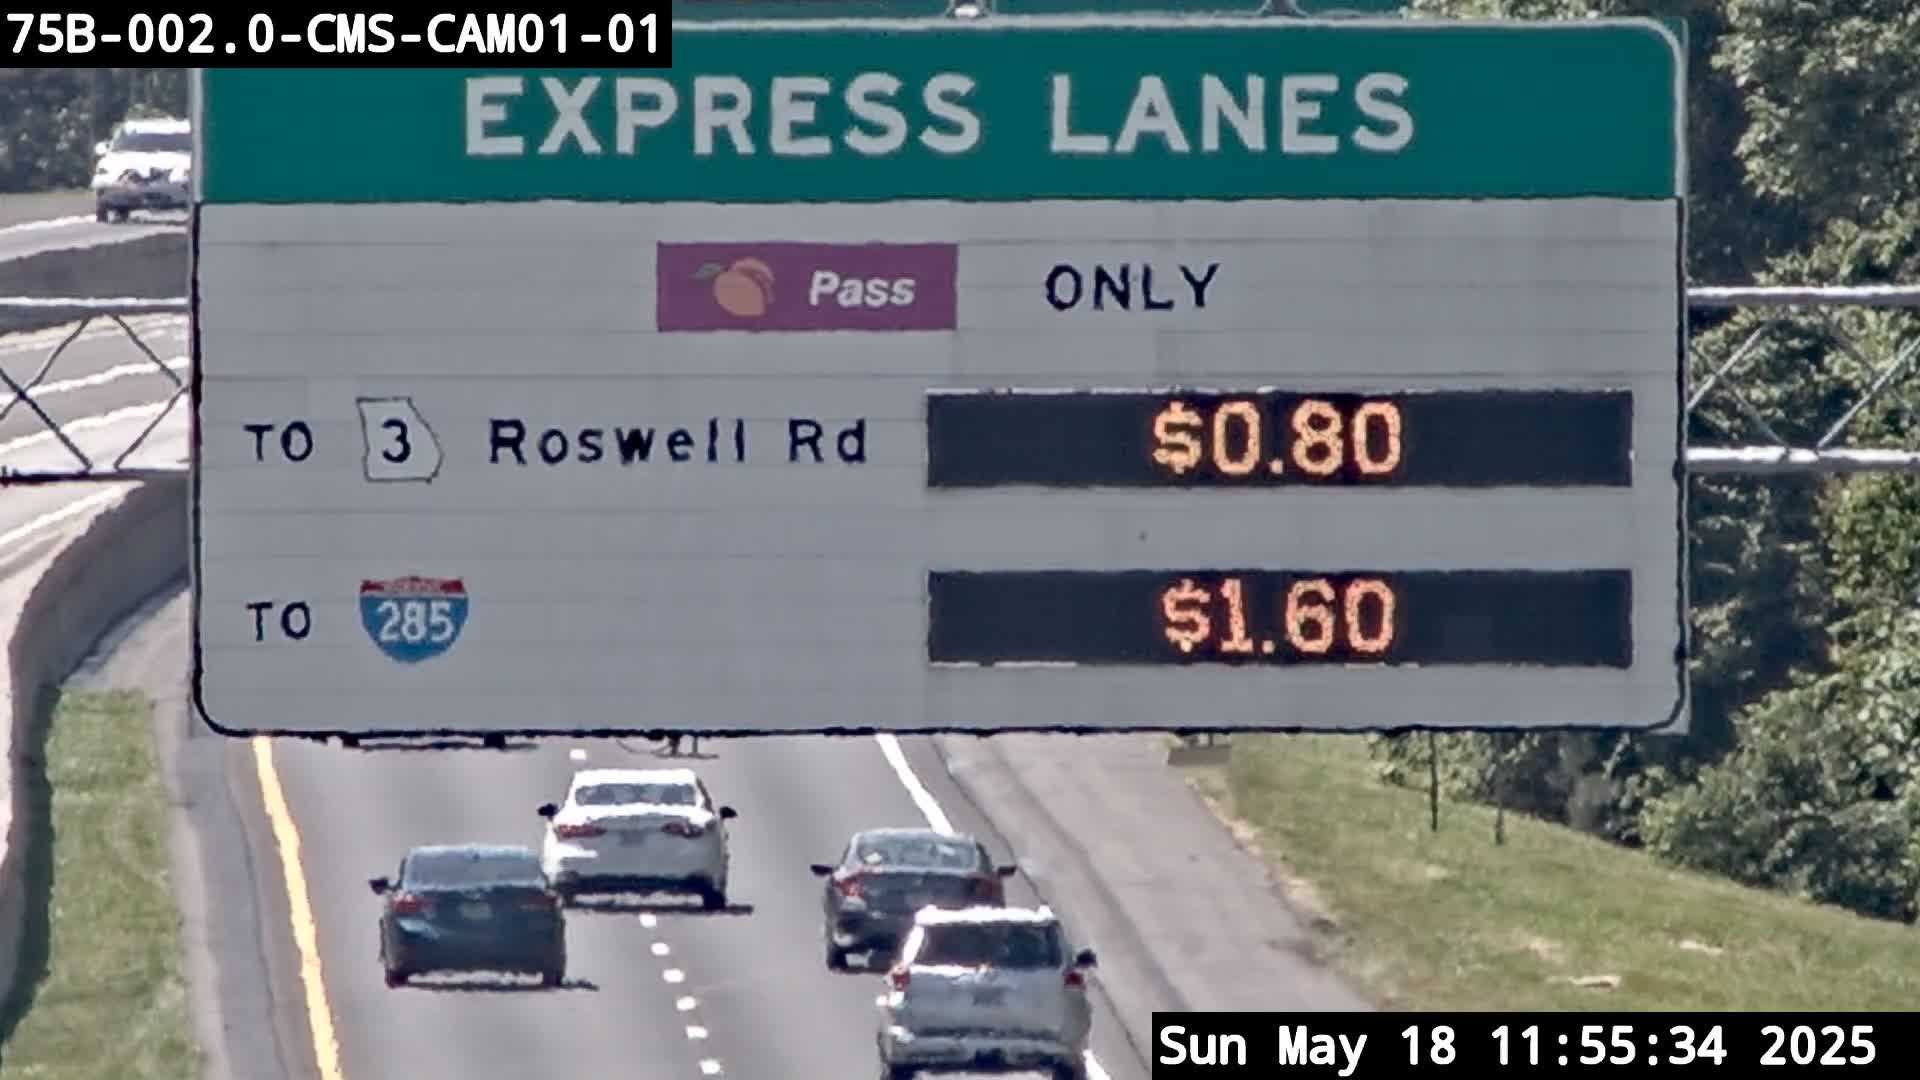 75B-002.0-CMS-CAM01-01
EXPRESS LANES
Pass ONLY
TO 3 Roswell Rd $0.80
TO 285 $1.60
Sun May 18 11:55:34 2025